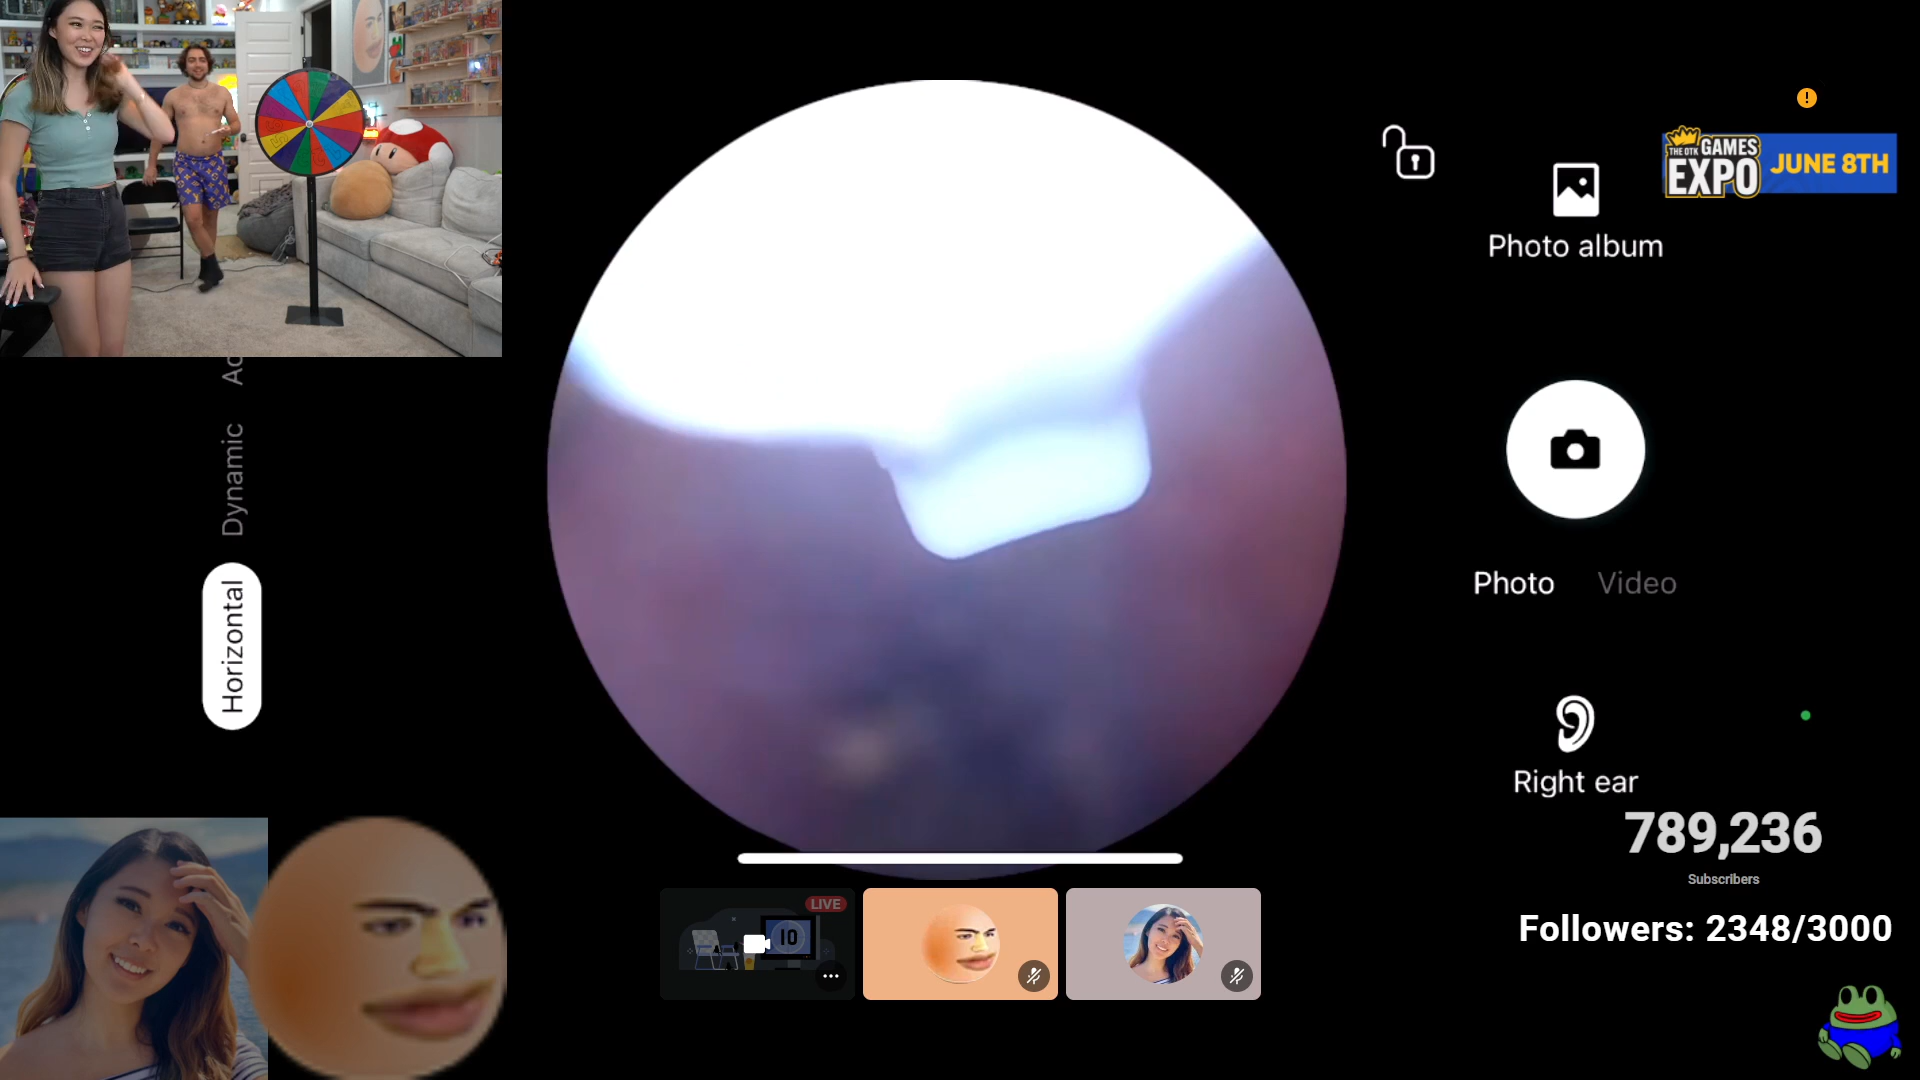 !
THE OTK GAMES
EXPO
JUNE 8TH
Photo album
Dynamic
Horizontal
Photo
Video
Right ear
789,236
Subscribers
LIVE
10
Followers: 2348/3000